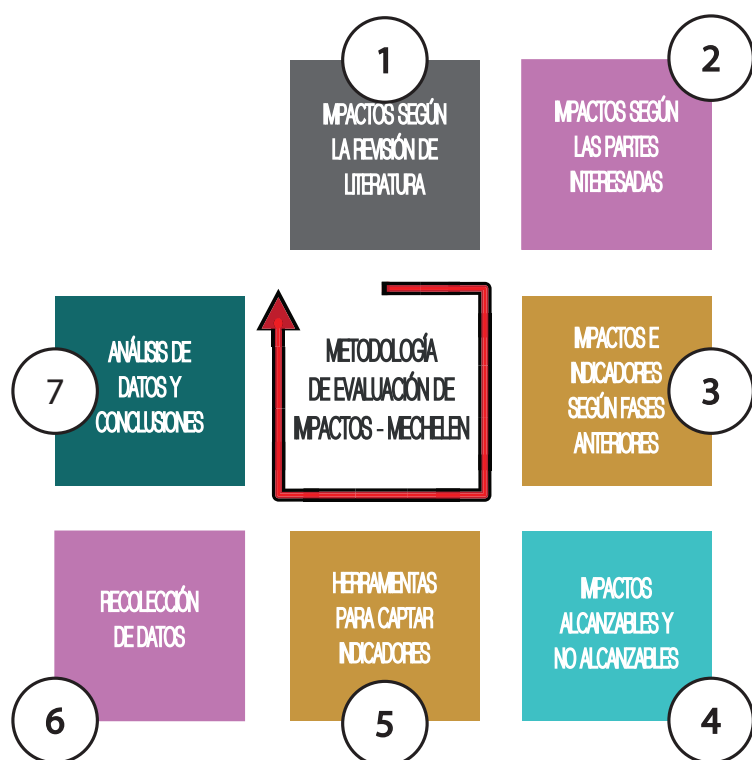 1
IMPACTOS SEGÚN
LA REVISIÓN DE
LITERATURA
2
IMPACTOS SEGÚN
LAS PARTES
INTERESADAS
3
IMPACTOS E
INDICADORES
SEGÚN FASES
ANTERIORES
4
IMPACTOS
ALCANZABLES Y
NO ALCANZABLES
5
HERRAMIENTAS
PARA CAPTAR
INDICADORES
6
RECOLECCIÓN
DE DATOS
7
ANÁLISIS DE
DATOS Y
CONCLUSIONES
METODOLOGÍA
DE EVALUACIÓN DE
IMPACTOS - MECHELEN